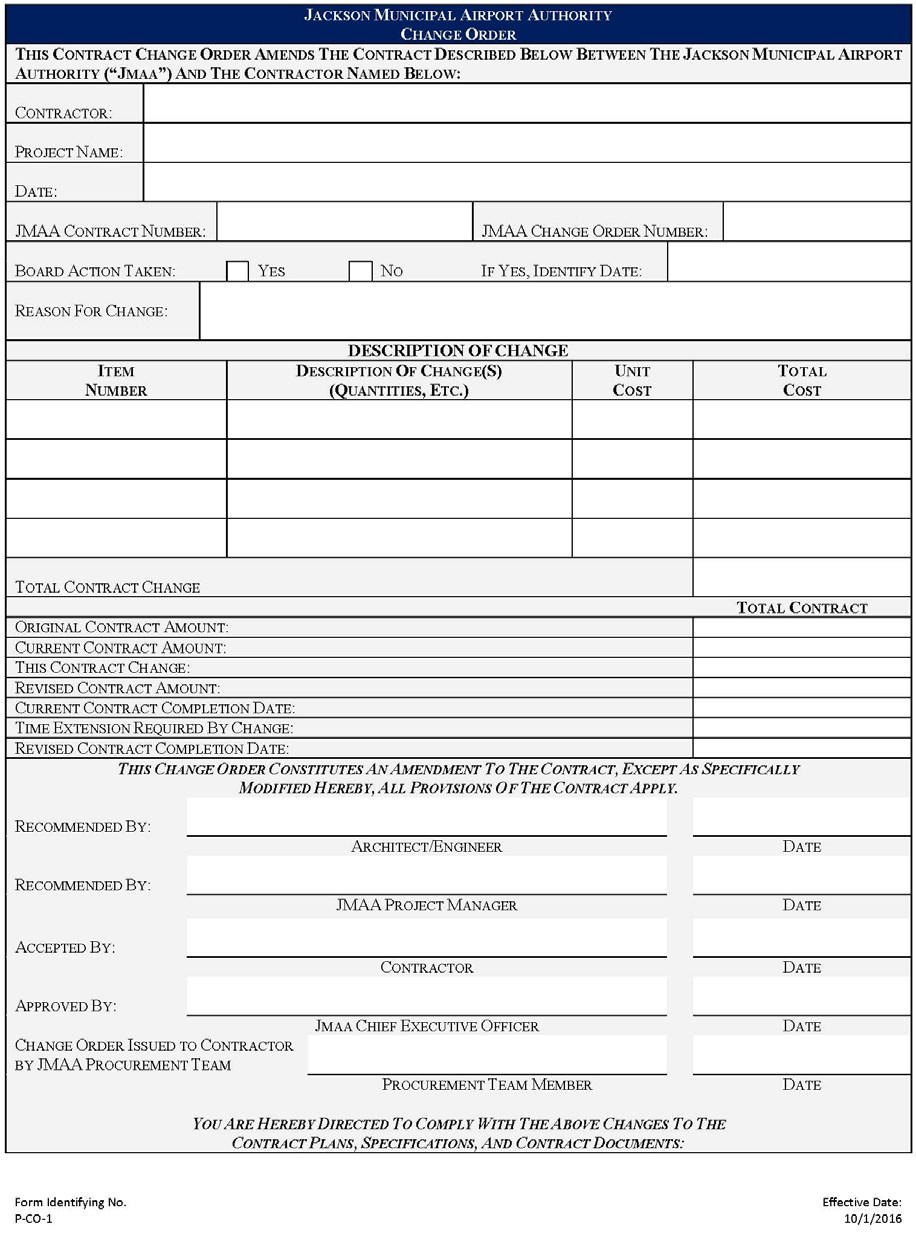 JACKSON MUNICIPAL AIRPORT AUTHORITY
CHANGE ORDER
THIS CONTRACT CHANGE ORDER AMENDS THE CONTRACT DESCRIBED BELOW BETWEEN THE JACKSON MUNICIPAL AIRPORT
AUTHORITY (“JMAA”) AND THE CONTRACTOR NAMED BELOW:
CONTRACTOR:
PROJECT NAME:
DATE:
JMAA CONTRACT NUMBER: JMAA CHANGE ORDER NUMBER:
BOARD ACTION TAKEN: YES NO IF YES, IDENTIFY DATE:
REASON FOR CHANGE:
DESCRIPTION OF CHANGE
ITEM NUMBER DESCRIPTION OF CHANGE(S) (QUANTITIES, ETC.) UNIT COST TOTAL COST
TOTAL CONTRACT CHANGE
TOTAL CONTRACT
ORIGINAL CONTRACT AMOUNT:
CURRENT CONTRACT AMOUNT:
THIS CONTRACT CHANGE:
REVISED CONTRACT AMOUNT:
CURRENT CONTRACT COMPLETION DATE:
TIME EXTENSION REQUIRED BY CHANGE:
REVISED CONTRACT COMPLETION DATE:
THIS CHANGE ORDER CONSTITUTES AN AMENDMENT TO THE CONTRACT, EXCEPT AS SPECIFICALLY
MODIFIED HEREBY, ALL PROVISIONS OF THE CONTRACT APPLY.
RECOMMENDED BY:
ARCHITECT/ENGINEER DATE
RECOMMENDED BY:
JMAA PROJECT MANAGER DATE
ACCEPTED BY:
CONTRACTOR DATE
APPROVED BY:
JMAA CHIEF EXECUTIVE OFFICER DATE
CHANGE ORDER ISSUED TO CONTRACTOR
BY JMAA PROCUREMENT TEAM
PROCUREMENT TEAM MEMBER DATE
YOU ARE HEREBY DIRECTED TO COMPLY WITH THE ABOVE CHANGES TO THE
CONTRACT PLANS, SPECIFICATIONS, AND CONTRACT DOCUMENTS:
Form Identifying No. Effective Date:
P-CO-1 10/1/2016